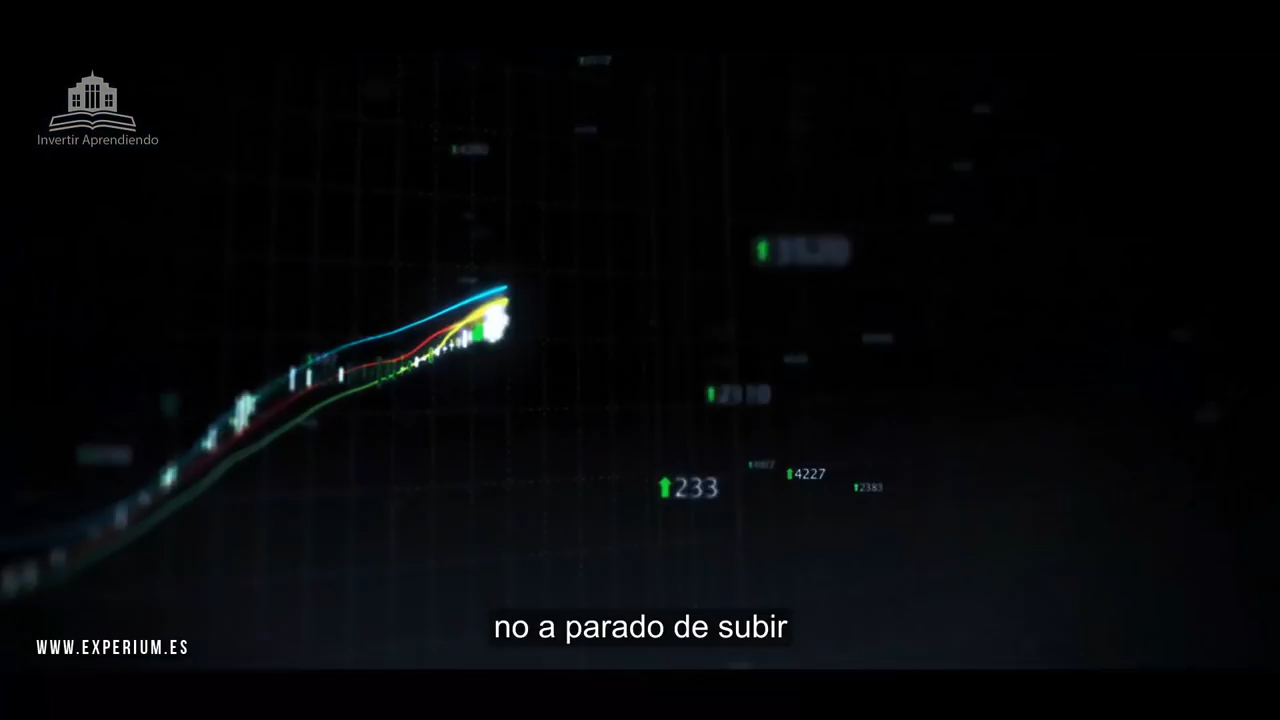 Invertir Aprendiendo
233
4227
2383
no a parado de subir
WWW.EXPERIUM.ES